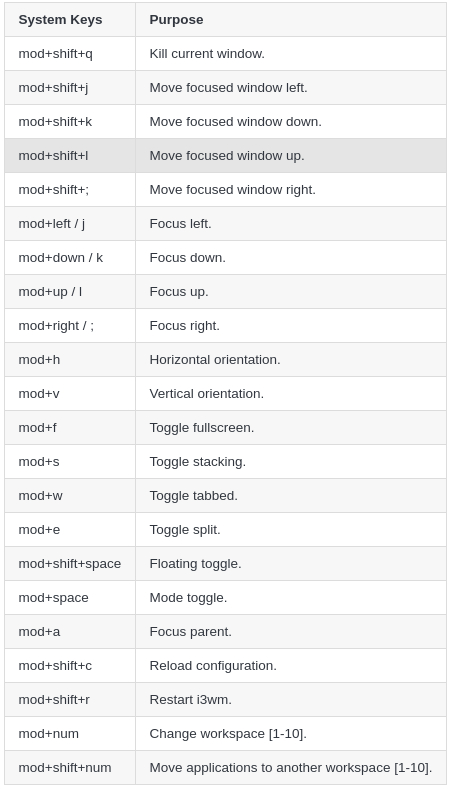 System Keys Purpose
mod+shift+q Kill current window.
mod+shift+j Move focused window left.
mod+shift+k Move focused window down.
mod+shift+l Move focused window up.
mod+shift+; Move focused window right.
mod+left / j Focus left.
mod+down / k Focus down.
mod+up / l Focus up.
mod+right / ; Focus right.
mod+h Horizontal orientation.
mod+v Vertical orientation.
mod+f Toggle fullscreen.
mod+s Toggle stacking.
mod+w Toggle tabbed.
mod+e Toggle split.
mod+shift+space Floating toggle.
mod+space Mode toggle.
mod+a Focus parent.
mod+shift+c Reload configuration.
mod+shift+r Restart i3wm.
mod+num Change workspace [1-10].
mod+shift+num Move applications to another workspace [1-10].